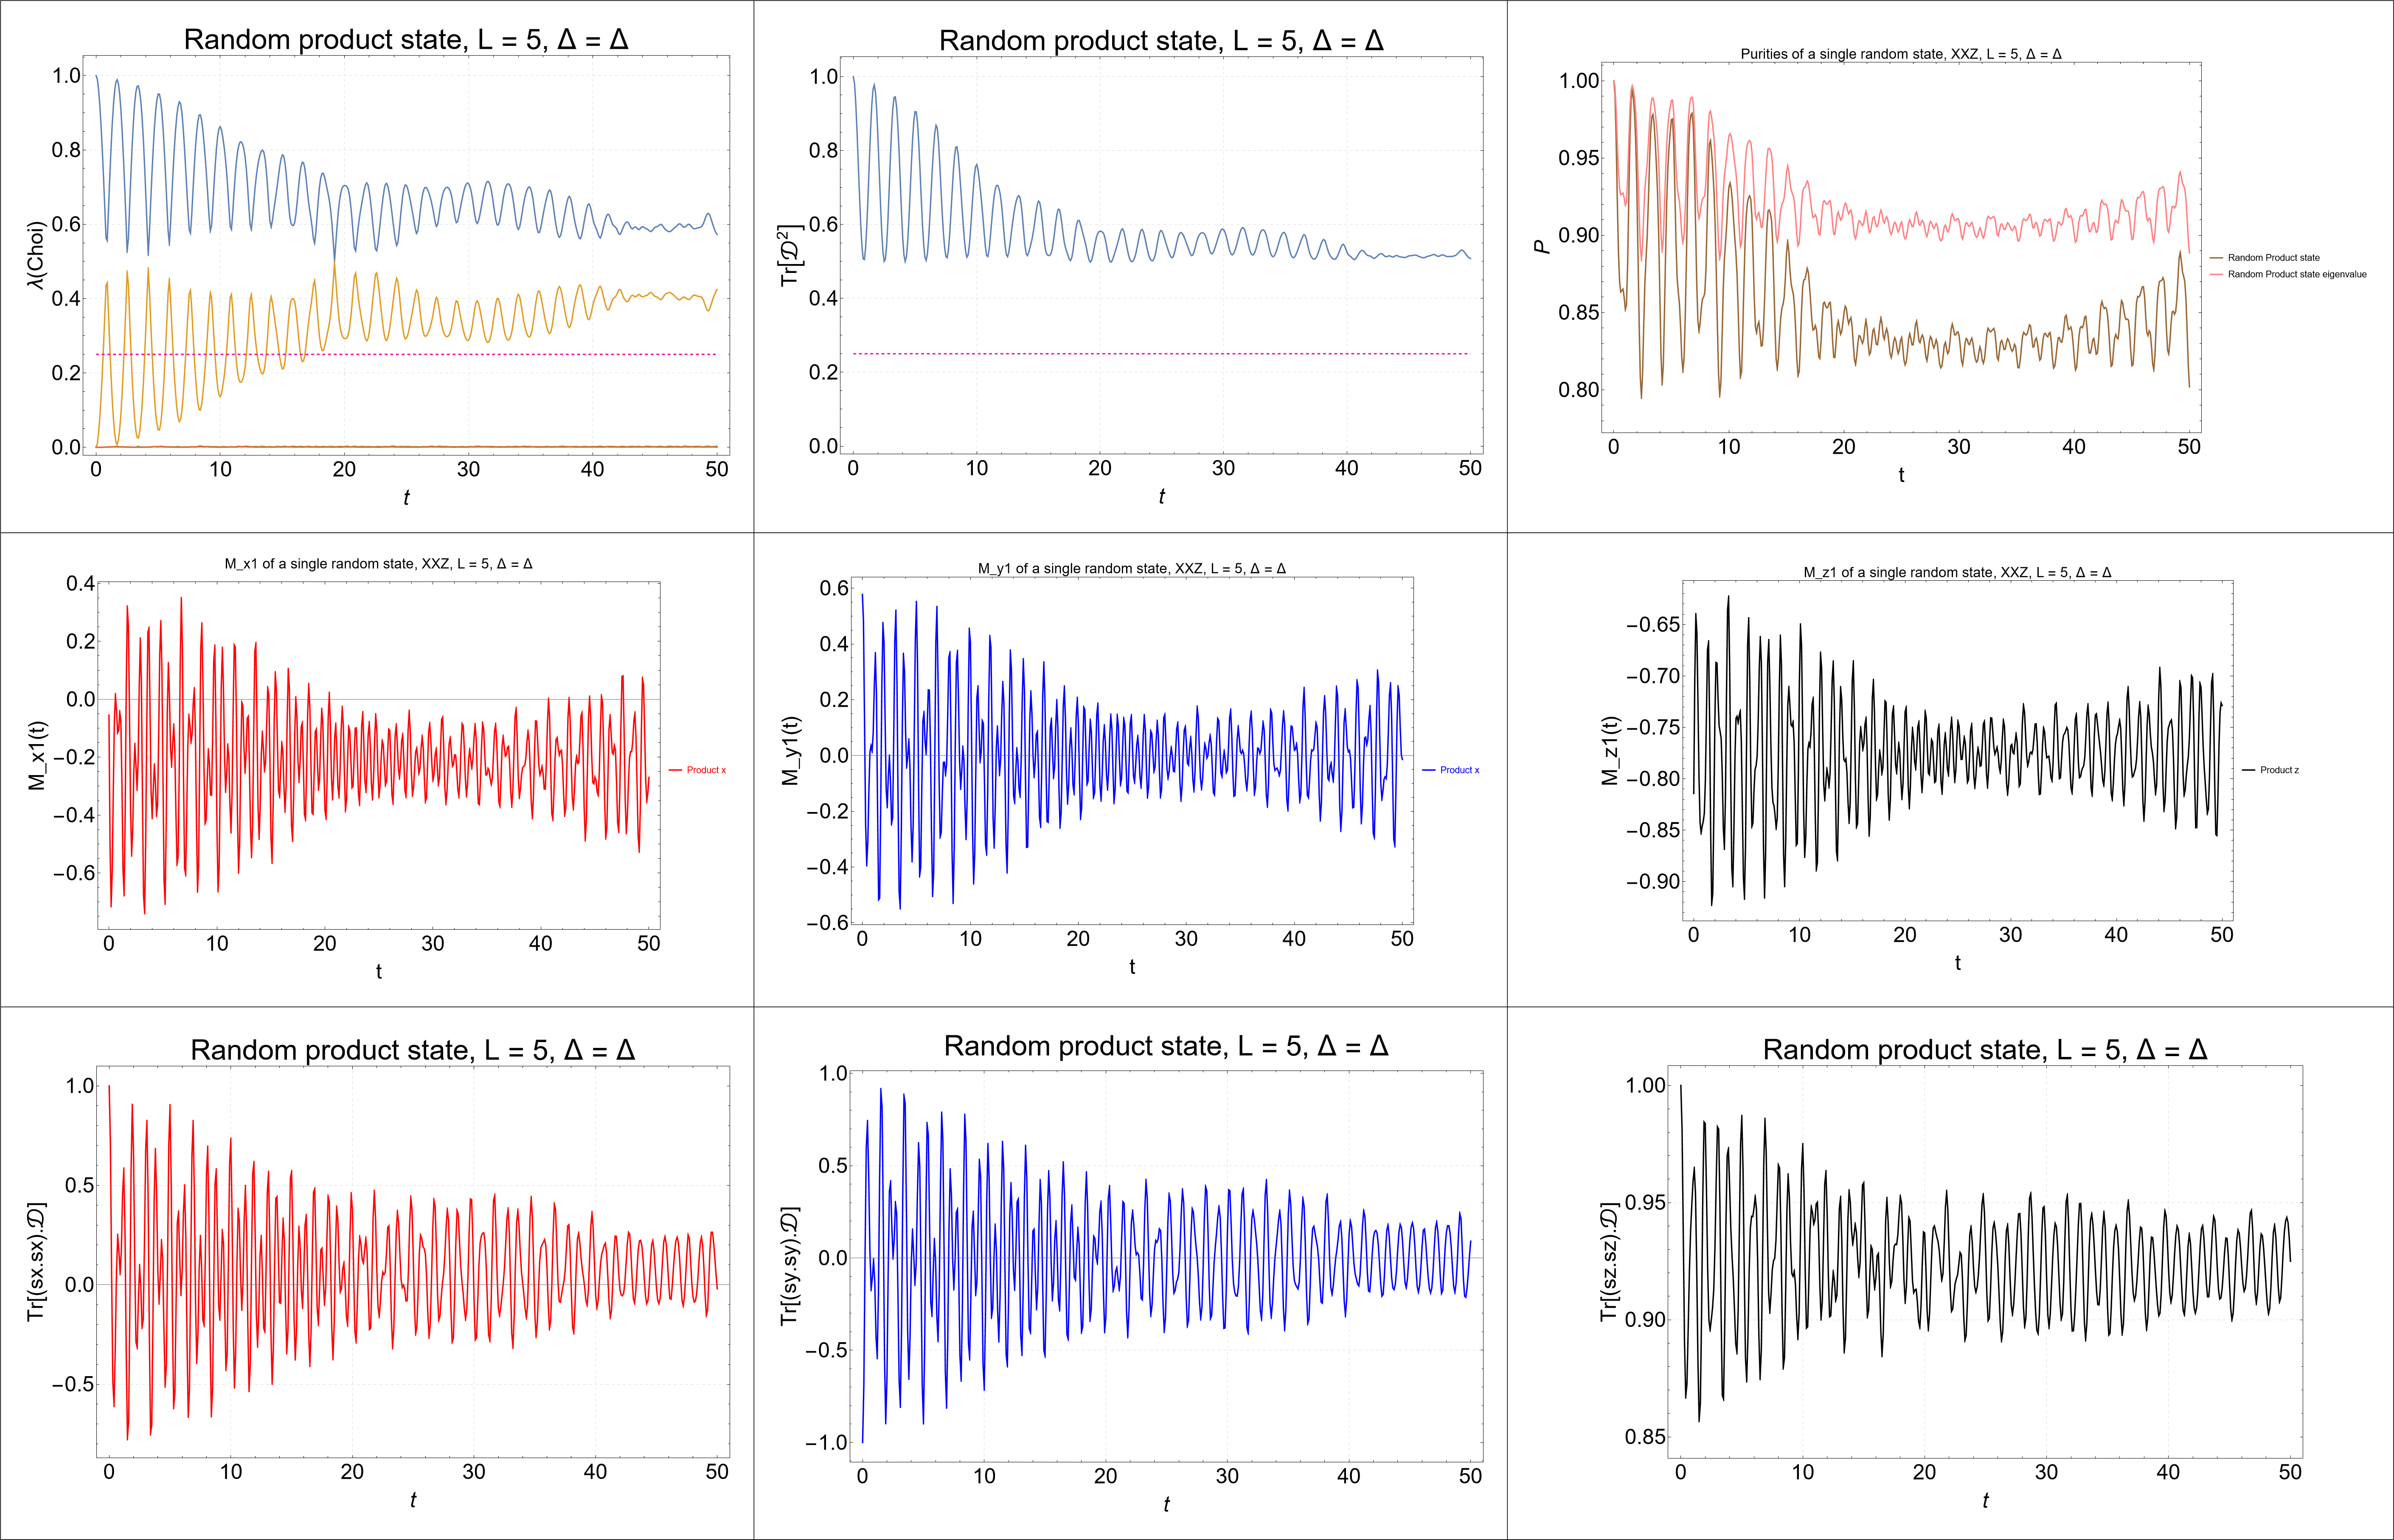 Random product state, L = 5, Δ = Δ
λ(Choi)
1.0
0.8
0.6
0.4
0.2
0.0
0 10 20 30 40 50
t
Random product state, L = 5, Δ = Δ
Tr[𝒟²]
1.0
0.8
0.6
0.4
0.2
0.0
0 10 20 30 40 50
t
Purities of a single random state, XXZ, L = 5, Δ = Δ
P
1.00
0.95
0.90
0.85
0.80
0 10 20 30 40 50
t
Random Product state
Random Product state eigenvalue
M_x1 of a single random state, XXZ, L = 5, Δ = Δ
M_x1(t)
0.4
0.2
0.0
−0.2
−0.4
−0.6
0 10 20 30 40 50
t
Product x
M_y1 of a single random state, XXZ, L = 5, Δ = Δ
M_y1(t)
0.6
0.4
0.2
0.0
−0.2
−0.4
−0.6
0 10 20 30 40 50
t
Product x
M_z1 of a single random state, XXZ, L = 5, Δ = Δ
M_z1(t)
−0.65
−0.70
−0.75
−0.80
−0.85
−0.90
0 10 20 30 40 50
t
Product z
Random product state, L = 5, Δ = Δ
Tr[(sx.sx).𝒟]
1.0
0.5
0.0
−0.5
0 10 20 30 40 50
t
Random product state, L = 5, Δ = Δ
Tr[(sy.sy).𝒟]
1.0
0.5
0.0
−0.5
−1.0
0 10 20 30 40 50
t
Random product state, L = 5, Δ = Δ
Tr[(sz.sz).𝒟]
1.00
0.95
0.90
0.85
0 10 20 30 40 50
t